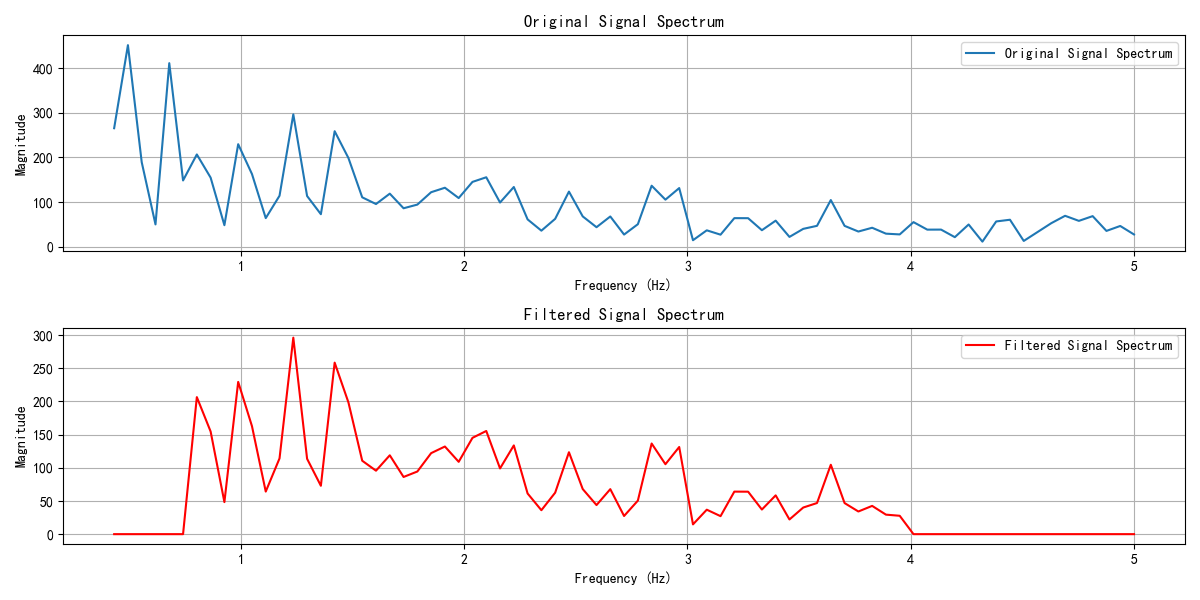 Original Signal Spectrum
Original Signal Spectrum
Magnitude
400
300
200
100
0
1 2 3 4 5
Frequency (Hz)
Filtered Signal Spectrum
Filtered Signal Spectrum
Magnitude
300
250
200
150
100
50
0
1 2 3 4 5
Frequency (Hz)